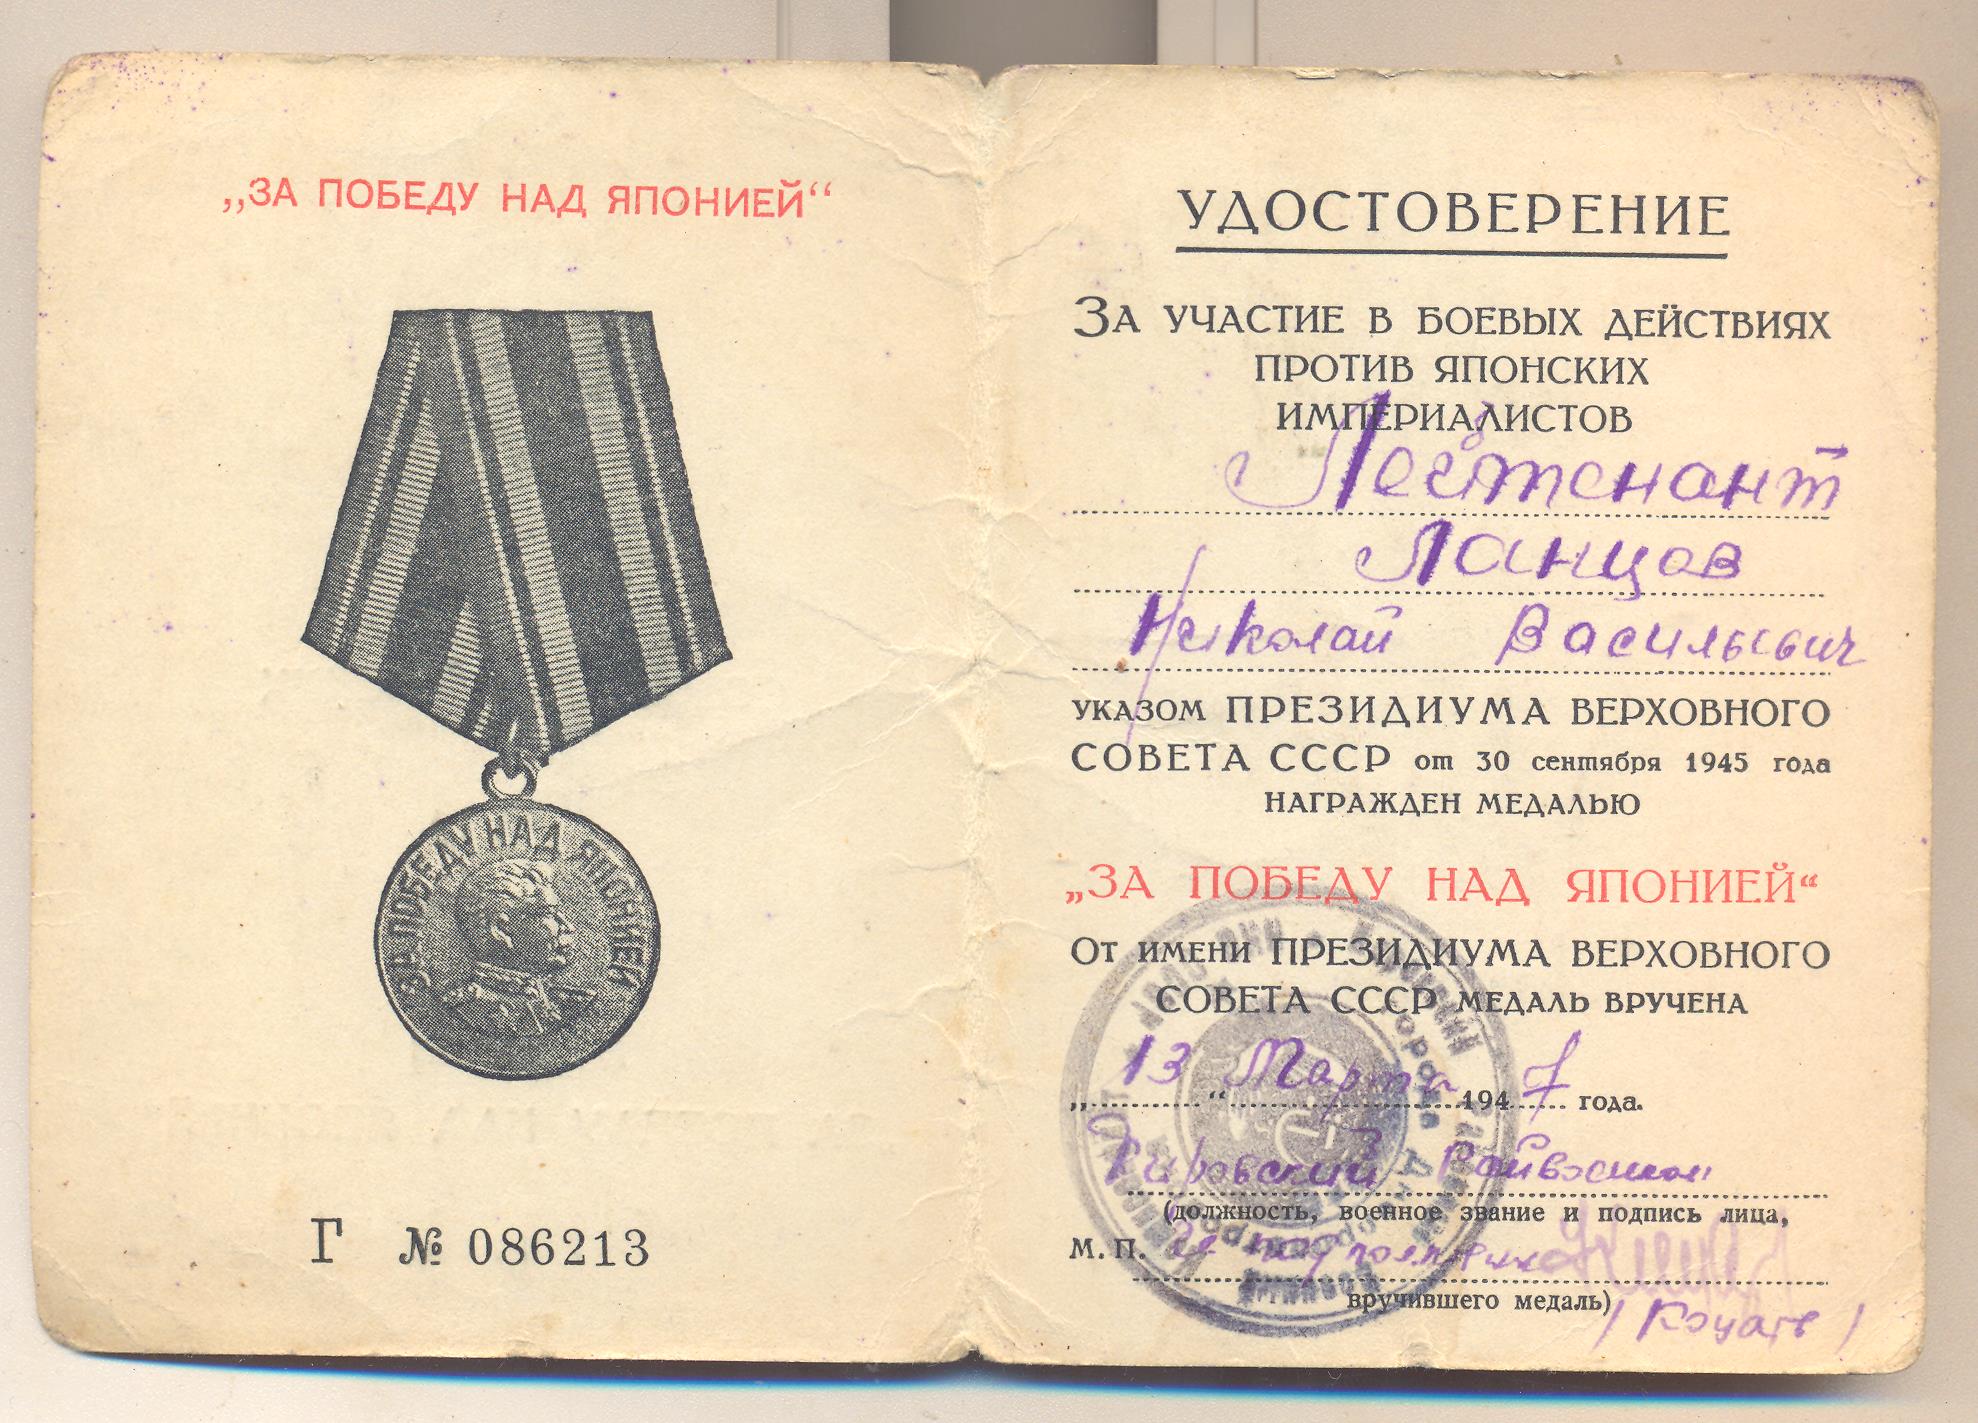 „ЗА ПОБЕДУ НАД ЯПОНИЕЙ“
ЗА ПОБЕДУ НАД ЯПОНИЕЙ
Г № 086213
УДОСТОВЕРЕНИЕ
ЗА УЧАСТИЕ В БОЕВЫХ ДЕЙСТВИЯХ
ПРОТИВ ЯПОНСКИХ
ИМПЕРИАЛИСТОВ
Лейтенант
Ланцов
Николай Васильевич
УКАЗОМ ПРЕЗИДИУМА ВЕРХОВНОГО
СОВЕТА СССР от 30 сентября 1945 года
НАГРАЖДЕН МЕДАЛЬЮ
„ЗА ПОБЕДУ НАД ЯПОНИЕЙ“
ОТ ИМЕНИ ПРЕЗИДИУМА ВЕРХОВНОГО
СОВЕТА СССР МЕДАЛЬ ВРУЧЕНА
„13“ Марта 1947 года.
Кировский Райвоенком
(должность, военное звание и подпись лица,
М. П. подполковник
вручившего медаль)